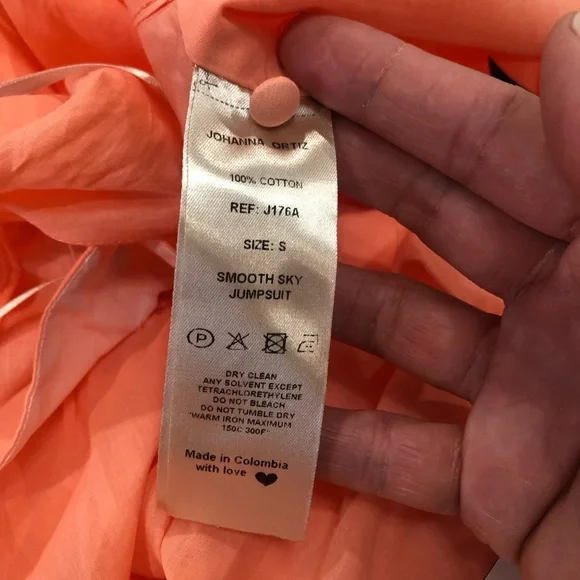 JOHANNA ORTIZ
100% COTTON
REF: J176A
SIZE: S
SMOOTH SKY
JUMPSUIT
P
DRY CLEAN
ANY SOLVENT EXCEPT
TETRACHLORETHYLENE
DO NOT BLEACH
DO NOT TUMBLE DRY
"WARM IRON MAXIMUM
150C 300F"
Made in Colombia
with love